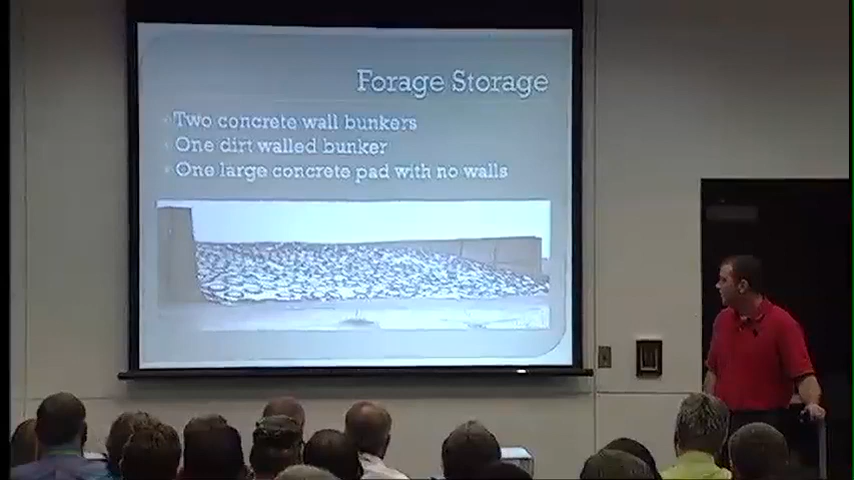 Forage Storage
Two concrete wall bunkers
One dirt walled bunker
One large concrete pad with no walls